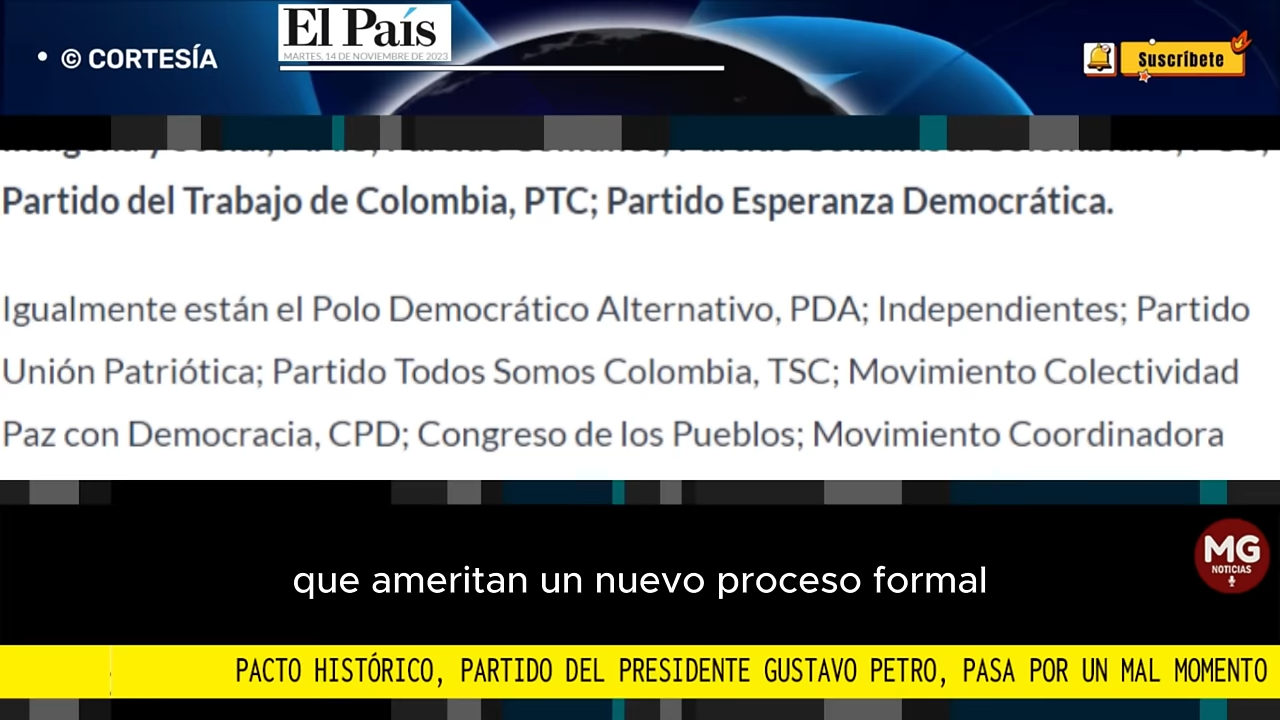 El País
MARTES, 14 DE NOVIEMBRE DE 2023
• © CORTESÍA
Suscríbete
Partido del Trabajo de Colombia, PTC; Partido Esperanza Democrática.
Igualmente están el Polo Democrático Alternativo, PDA; Independientes; Partido
Unión Patriótica; Partido Todos Somos Colombia, TSC; Movimiento Colectividad
Paz con Democracia, CPD; Congreso de los Pueblos; Movimiento Coordinadora
MG
NOTICIAS
que ameritan un nuevo proceso formal
PACTO HISTÓRICO, PARTIDO DEL PRESIDENTE GUSTAVO PETRO, PASA POR UN MAL MOMENTO